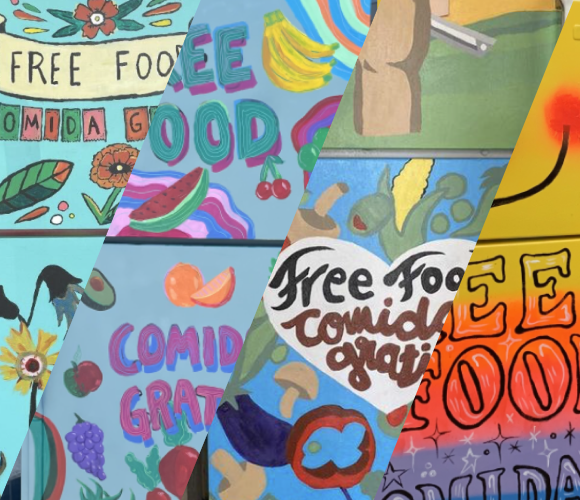 FREE FOO
OMIDA G
EE
OOD
COMID
GRAT
Free Foo
comida
grati
EE
FOO
OMIDA